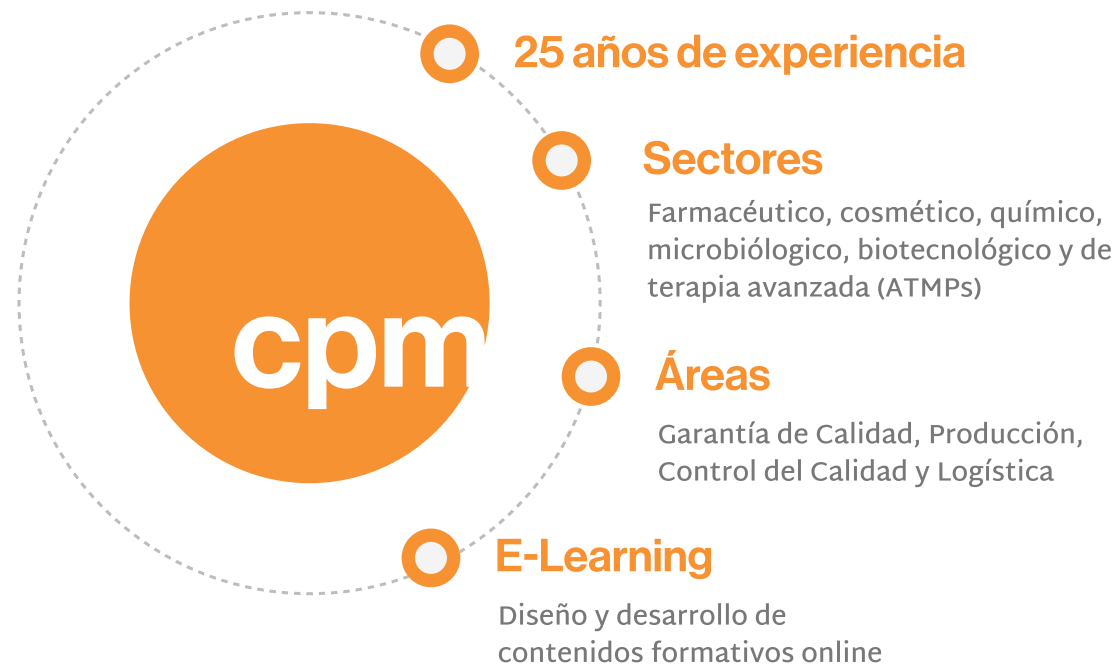 25 años de experiencia
Sectores
Farmacéutico, cosmético, químico,
microbiólogico, biotecnológico y de
terapia avanzada (ATMPs)
cpm
Áreas
Garantía de Calidad, Producción,
Control del Calidad y Logística
E-Learning
Diseño y desarrollo de
contenidos formativos online